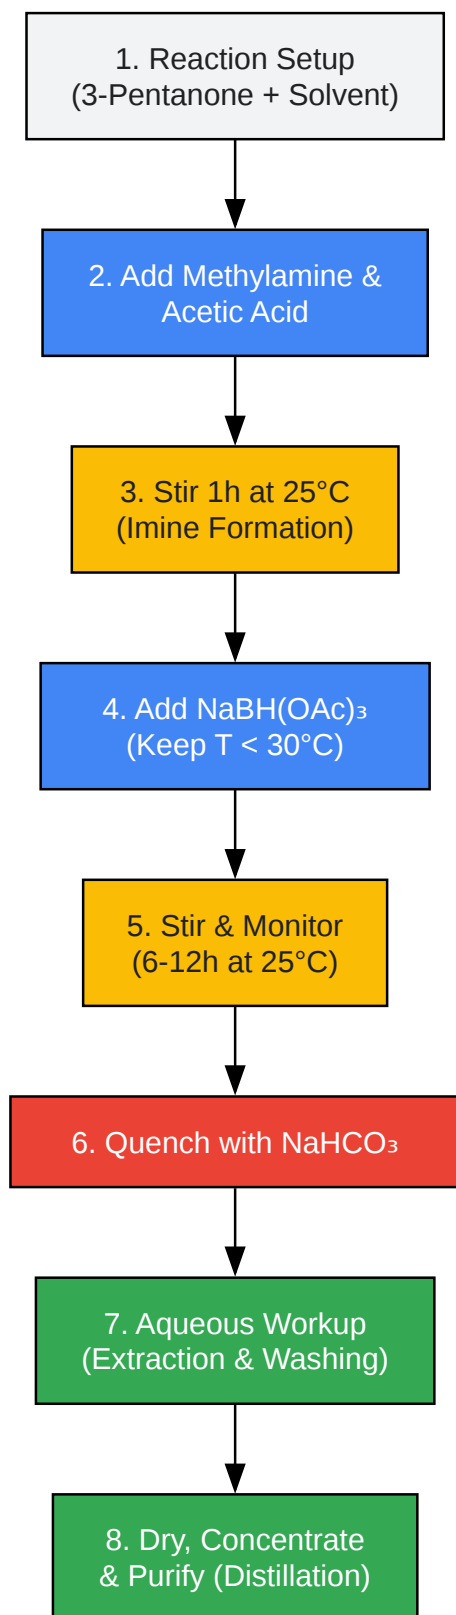 1. Reaction Setup
(3-Pentanone + Solvent)
2. Add Methylamine &
Acetic Acid
3. Stir 1h at 25°C
(Imine Formation)
4. Add NaBH(OAc)₃
(Keep T < 30°C)
5. Stir & Monitor
(6-12h at 25°C)
6. Quench with NaHCO₃
7. Aqueous Workup
(Extraction & Washing)
8. Dry, Concentrate
& Purify (Distillation)